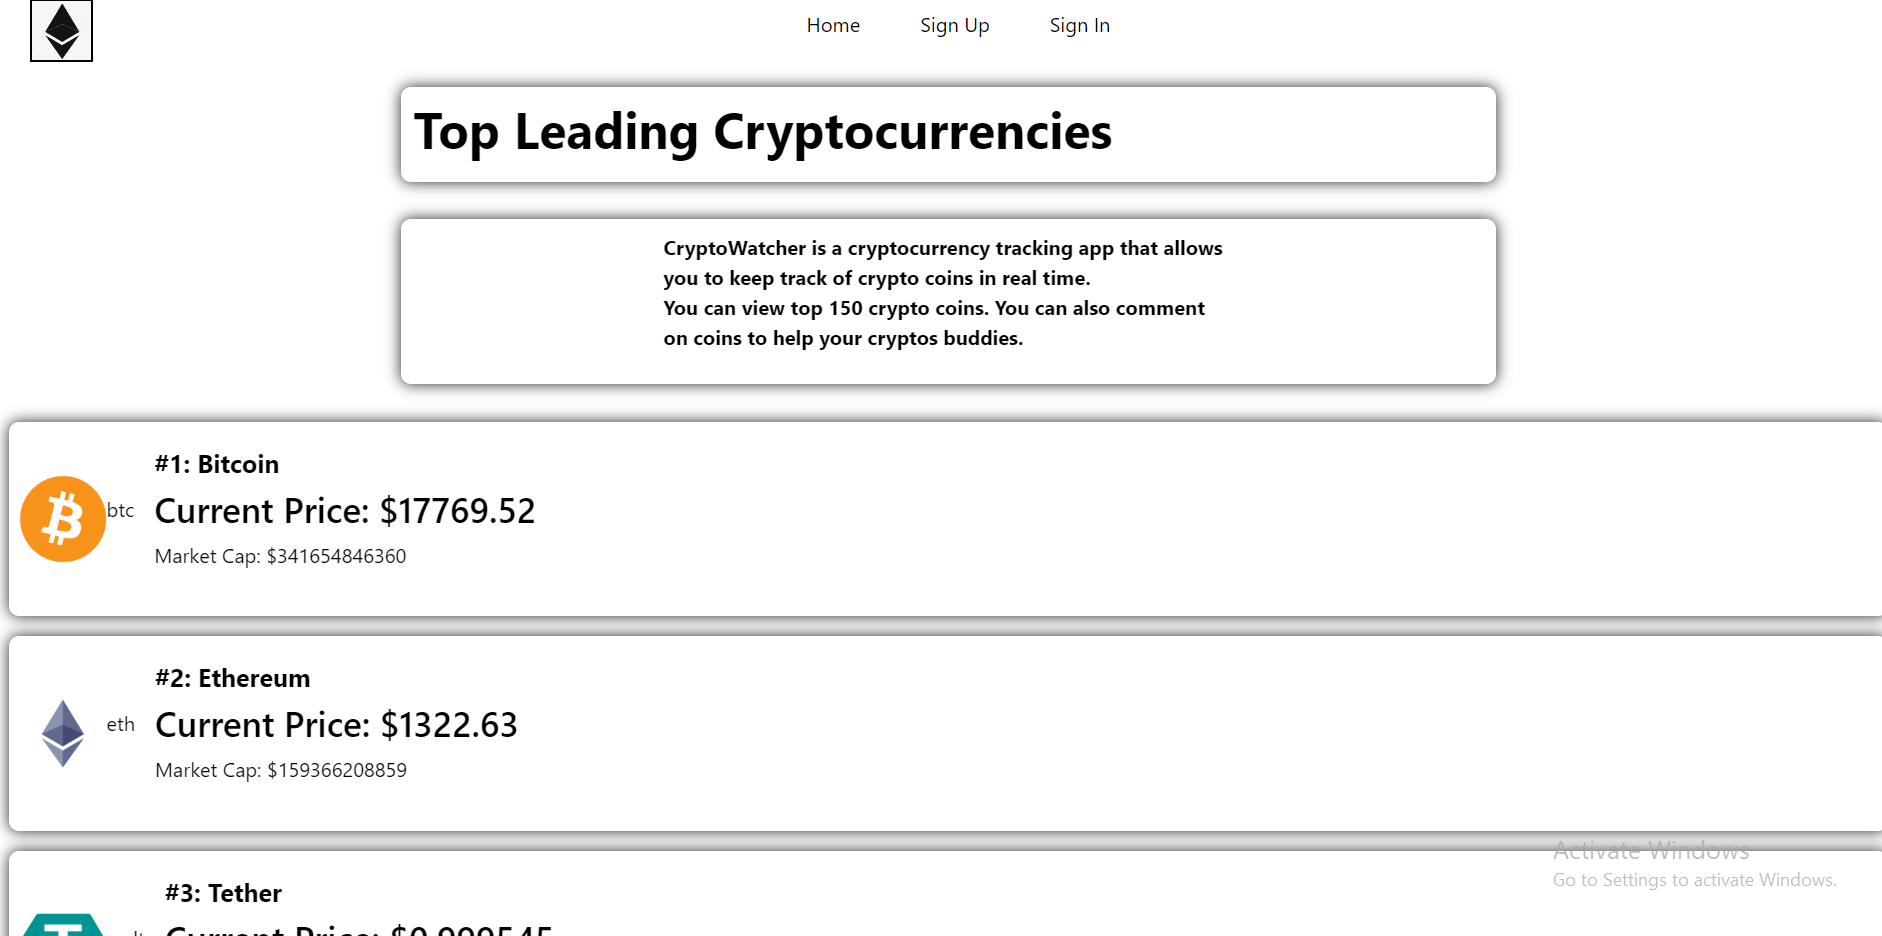 Home Sign Up Sign In
Top Leading Cryptocurrencies
CryptoWatcher is a cryptocurrency tracking app that allows
you to keep track of crypto coins in real time.
You can view top 150 crypto coins. You can also comment
on coins to help your cryptos buddies.
#1: Bitcoin
btc
Current Price: $17769.52
Market Cap: $341654846360
#2: Ethereum
eth
Current Price: $1322.63
Market Cap: $159366208859
Activate Windows
Go to Settings to activate Windows.
#3: Tether
Current Price: $0.999545